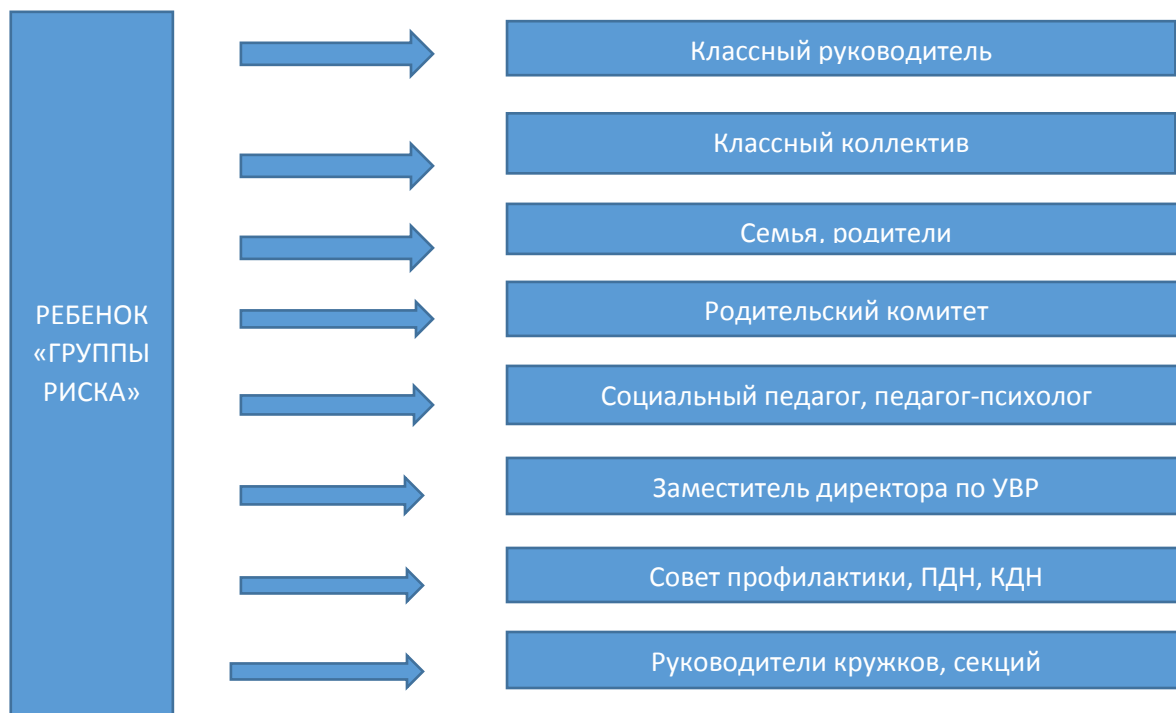 РЕБЕНОК
«ГРУППЫ
РИСКА»
Классный руководитель
Классный коллектив
Семья, родители
Родительский комитет
Социальный педагог, педагог-психолог
Заместитель директора по УВР
Совет профилактики, ПДН, КДН
Руководители кружков, секций